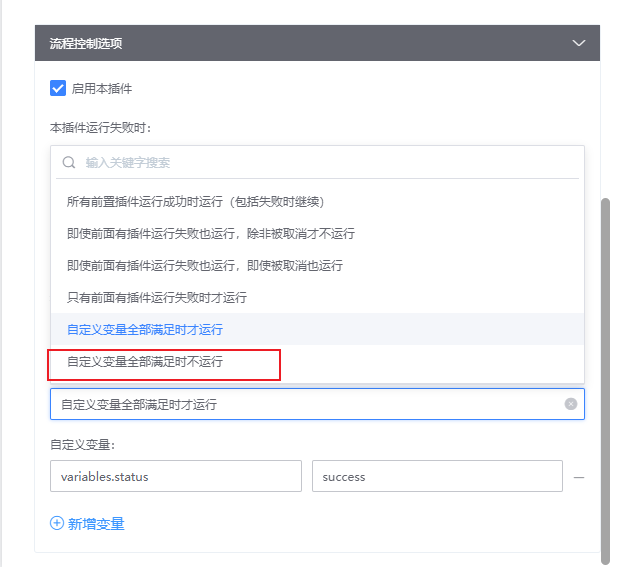 流程控制选项
启用本插件
本插件运行失败时：
输入关键字搜索
所有前置插件运行成功时运行（包括失败时继续）
即使前面有插件运行失败也运行，除非被取消才不运行
即使前面有插件运行失败也运行，即使被取消也运行
只有前面有插件运行失败时才运行
自定义变量全部满足时才运行
自定义变量全部满足时不运行
自定义变量全部满足时才运行
自定义变量：
variables.status success
新增变量